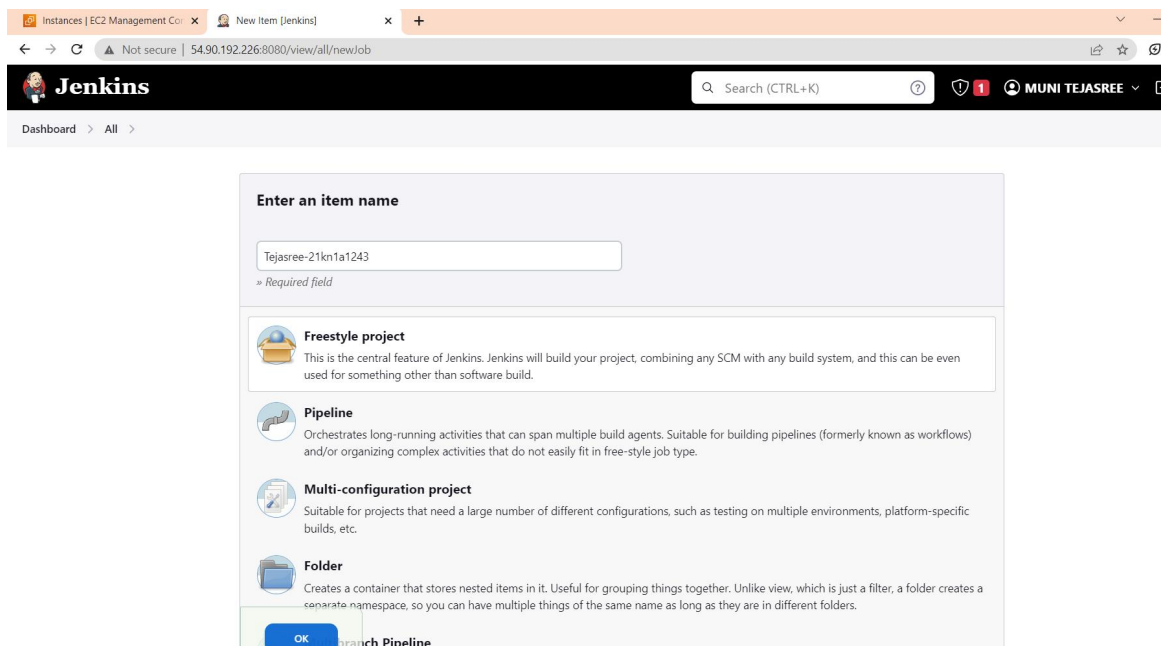 Instances | EC2 Management Con
New Item [Jenkins]
Not secure | 54.90.192.226:8080/view/all/newJob
Jenkins
Search (CTRL+K)
1
MUNI TEJASREE
Dashboard > All >
Enter an item name
Tejasree-21kn1a1243
» Required field
Freestyle project
This is the central feature of Jenkins. Jenkins will build your project, combining any SCM with any build system, and this can be even
used for something other than software build.
Pipeline
Orchestrates long-running activities that can span multiple build agents. Suitable for building pipelines (formerly known as workflows)
and/or organizing complex activities that do not easily fit in free-style job type.
Multi-configuration project
Suitable for projects that need a large number of different configurations, such as testing on multiple environments, platform-specific
builds, etc.
Folder
Creates a container that stores nested items in it. Useful for grouping things together. Unlike view, which is just a filter, a folder creates a
separate namespace, so you can have multiple things of the same name as long as they are in different folders.
OK
branch Pipeline